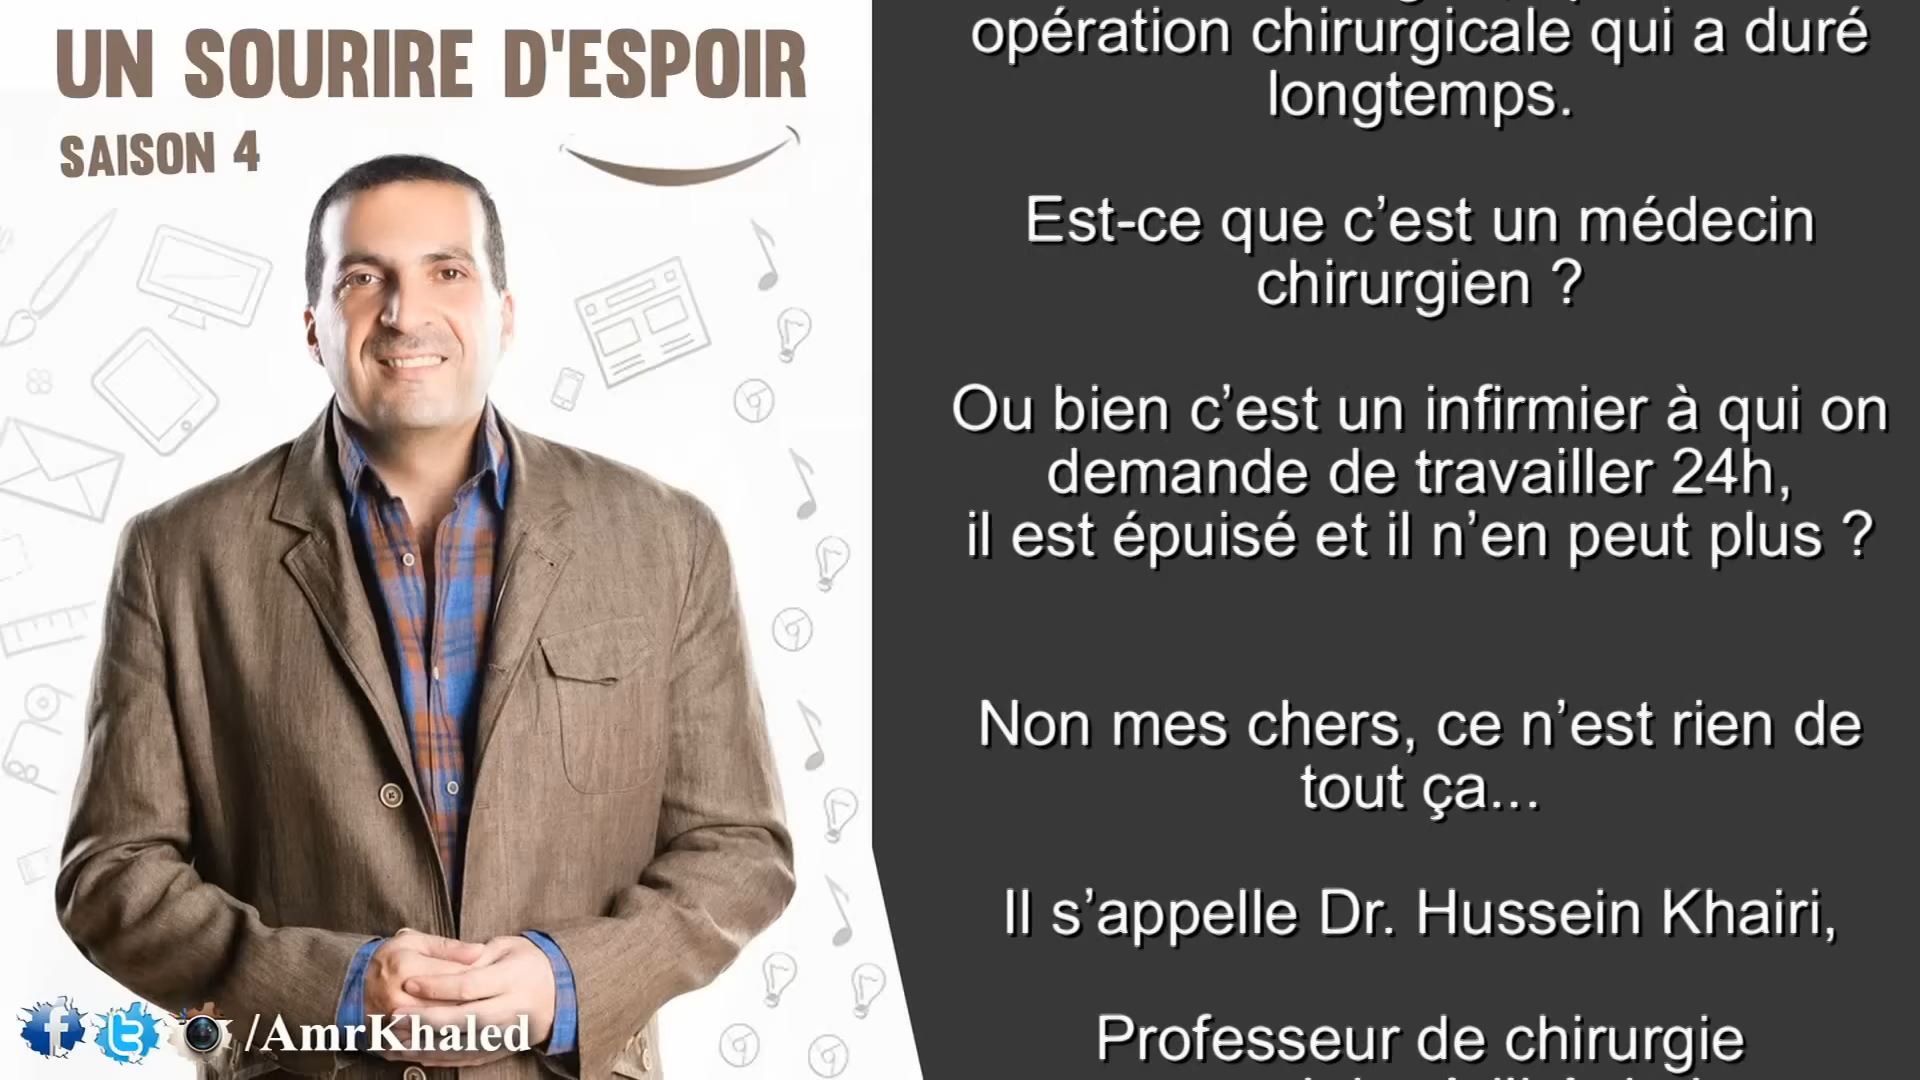 UN SOURIRE D'ESPOIR
SAISON 4
/AmrKhaled
opération chirurgicale qui a duré
longtemps.
Est-ce que c’est un médecin
chirurgien ?
Ou bien c’est un infirmier à qui on
demande de travailler 24h,
il est épuisé et il n’en peut plus ?
Non mes chers, ce n’est rien de
tout ça...
Il s’appelle Dr. Hussein Khairi,
Professeur de chirurgie